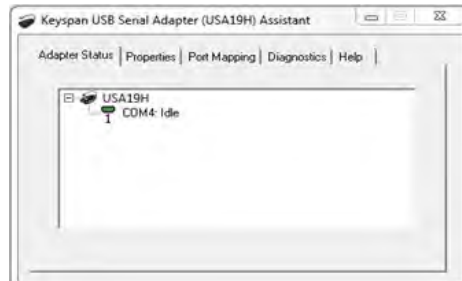 Keyspan USB Serial Adapter (USA19H) Assistant
Adapter Status | Properties | Port Mapping | Diagnostics | Help |
USA19H
1 COM4: Idle